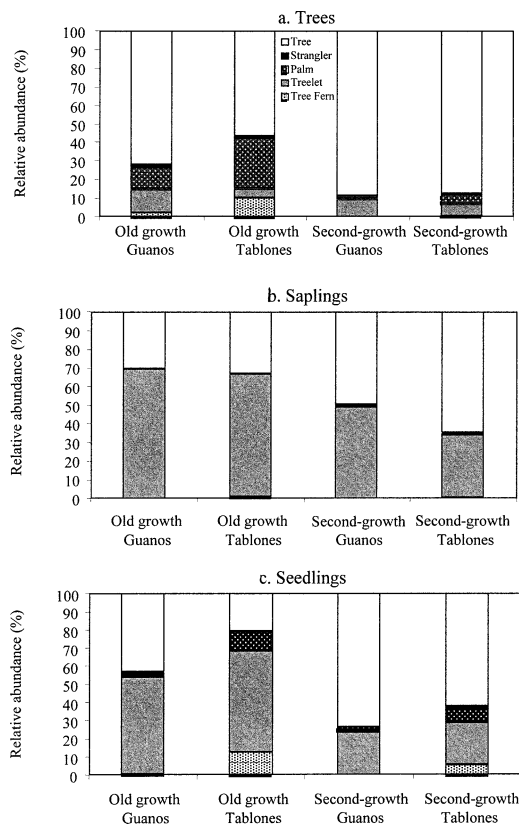 a. Trees
100
90
80
70
60
50
40
30
20
10
0
Relative abundance (%)
Tree
Strangler
Palm
Treelet
Tree Fern
Old growth Old growth Second-growth Second-growth
Guanos Tablones Guanos Tablones
b. Saplings
100
90
80
70
60
50
40
30
20
10
0
Relative abundance (%)
Old growth Old growth Second-growth Second-growth
Guanos Tablones Guanos Tablones
c. Seedlings
100
90
80
70
60
50
40
30
20
10
0
Relative abundance (%)
Old growth Old growth Second-growth Second-growth
Guanos Tablones Guanos Tablones